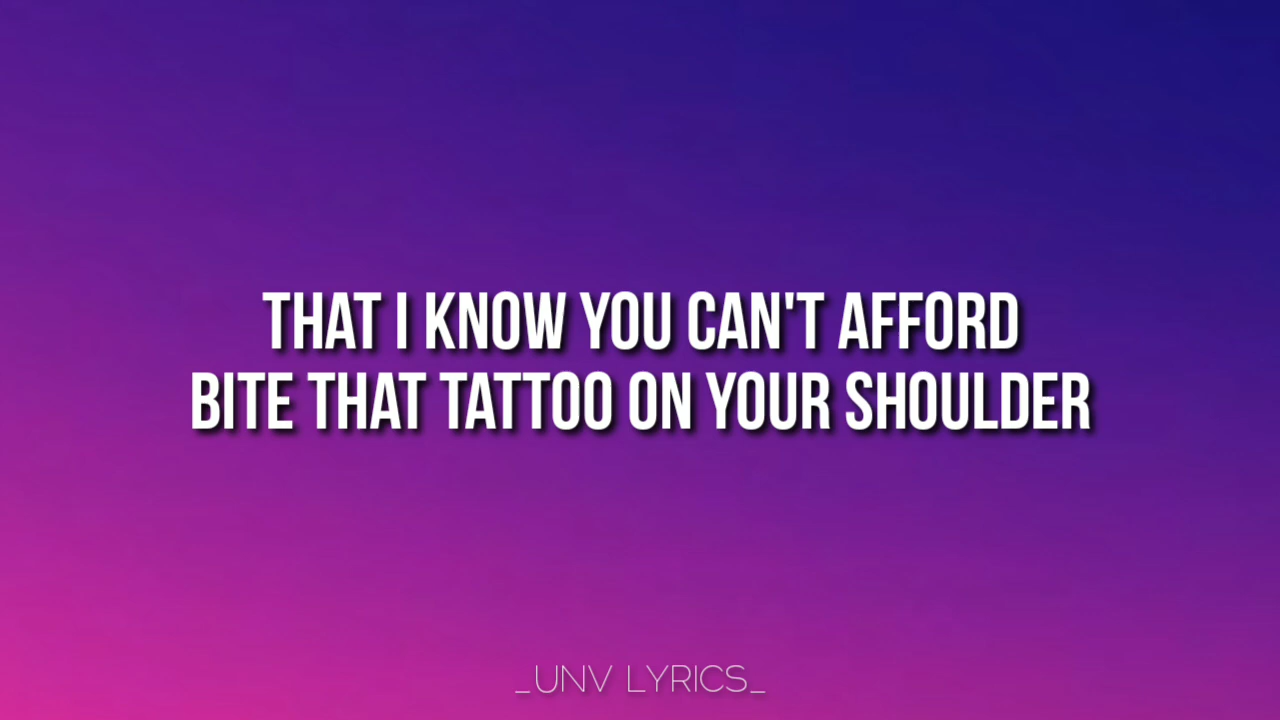 THAT I KNOW YOU CAN'T AFFORD
BITE THAT TATTOO ON YOUR SHOULDER
_UNV LYRICS_